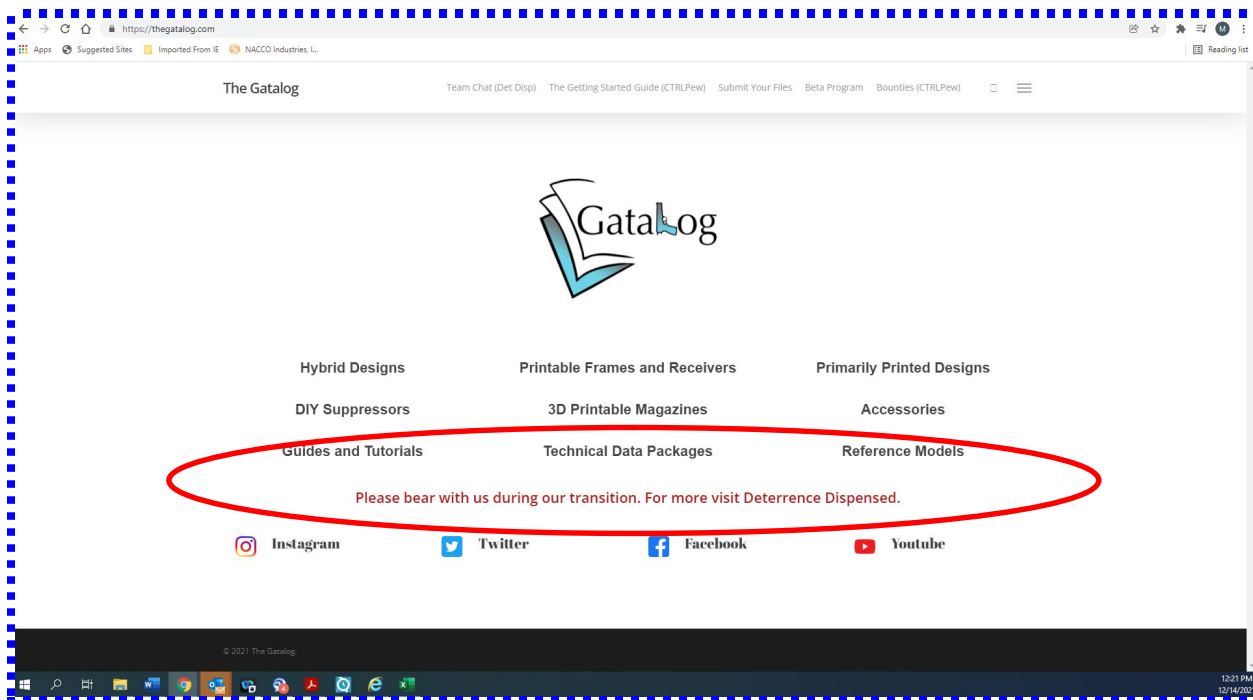 https://thegatalog.com
M
Apps Suggested Sites Imported From IE NACCO Industries, I... Reading list
The Gatalog Team Chat (Det Disp) The Getting Started Guide (CTRLPew) Submit Your Files Beta Program Bounties (CTRLPew)
Gatalog
Hybrid Designs Printable Frames and Receivers Primarily Printed Designs
DIY Suppressors 3D Printable Magazines Accessories
Guides and Tutorials Technical Data Packages Reference Models
Please bear with us during our transition. For more visit Deterrence Dispensed.
Instagram Twitter Facebook Youtube
© 2021 The Gatalog.
12:21 PM
12/14/202